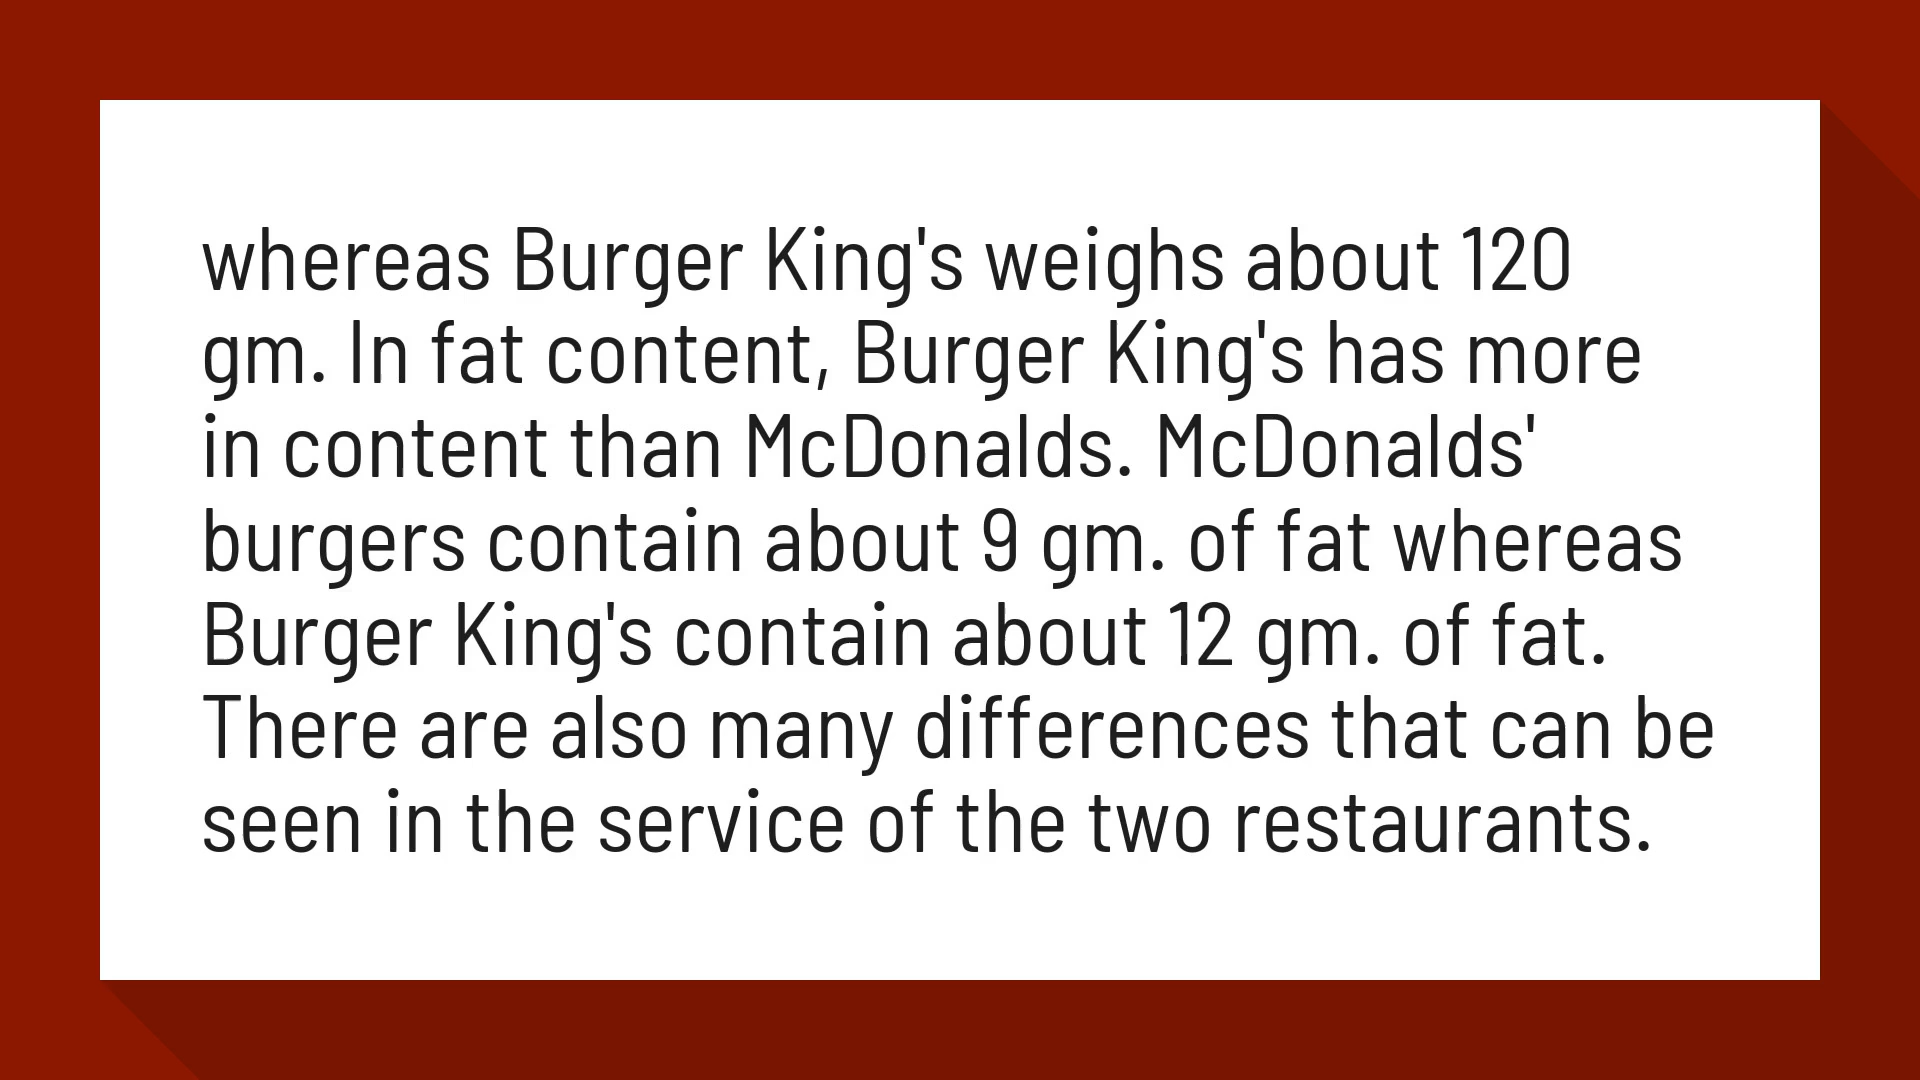 whereas Burger King's weighs about 120
gm. In fat content, Burger King's has more
in content than McDonalds. McDonalds'
burgers contain about 9 gm. of fat whereas
Burger King's contain about 12 gm. of fat.
There are also many differences that can be
seen in the service of the two restaurants.